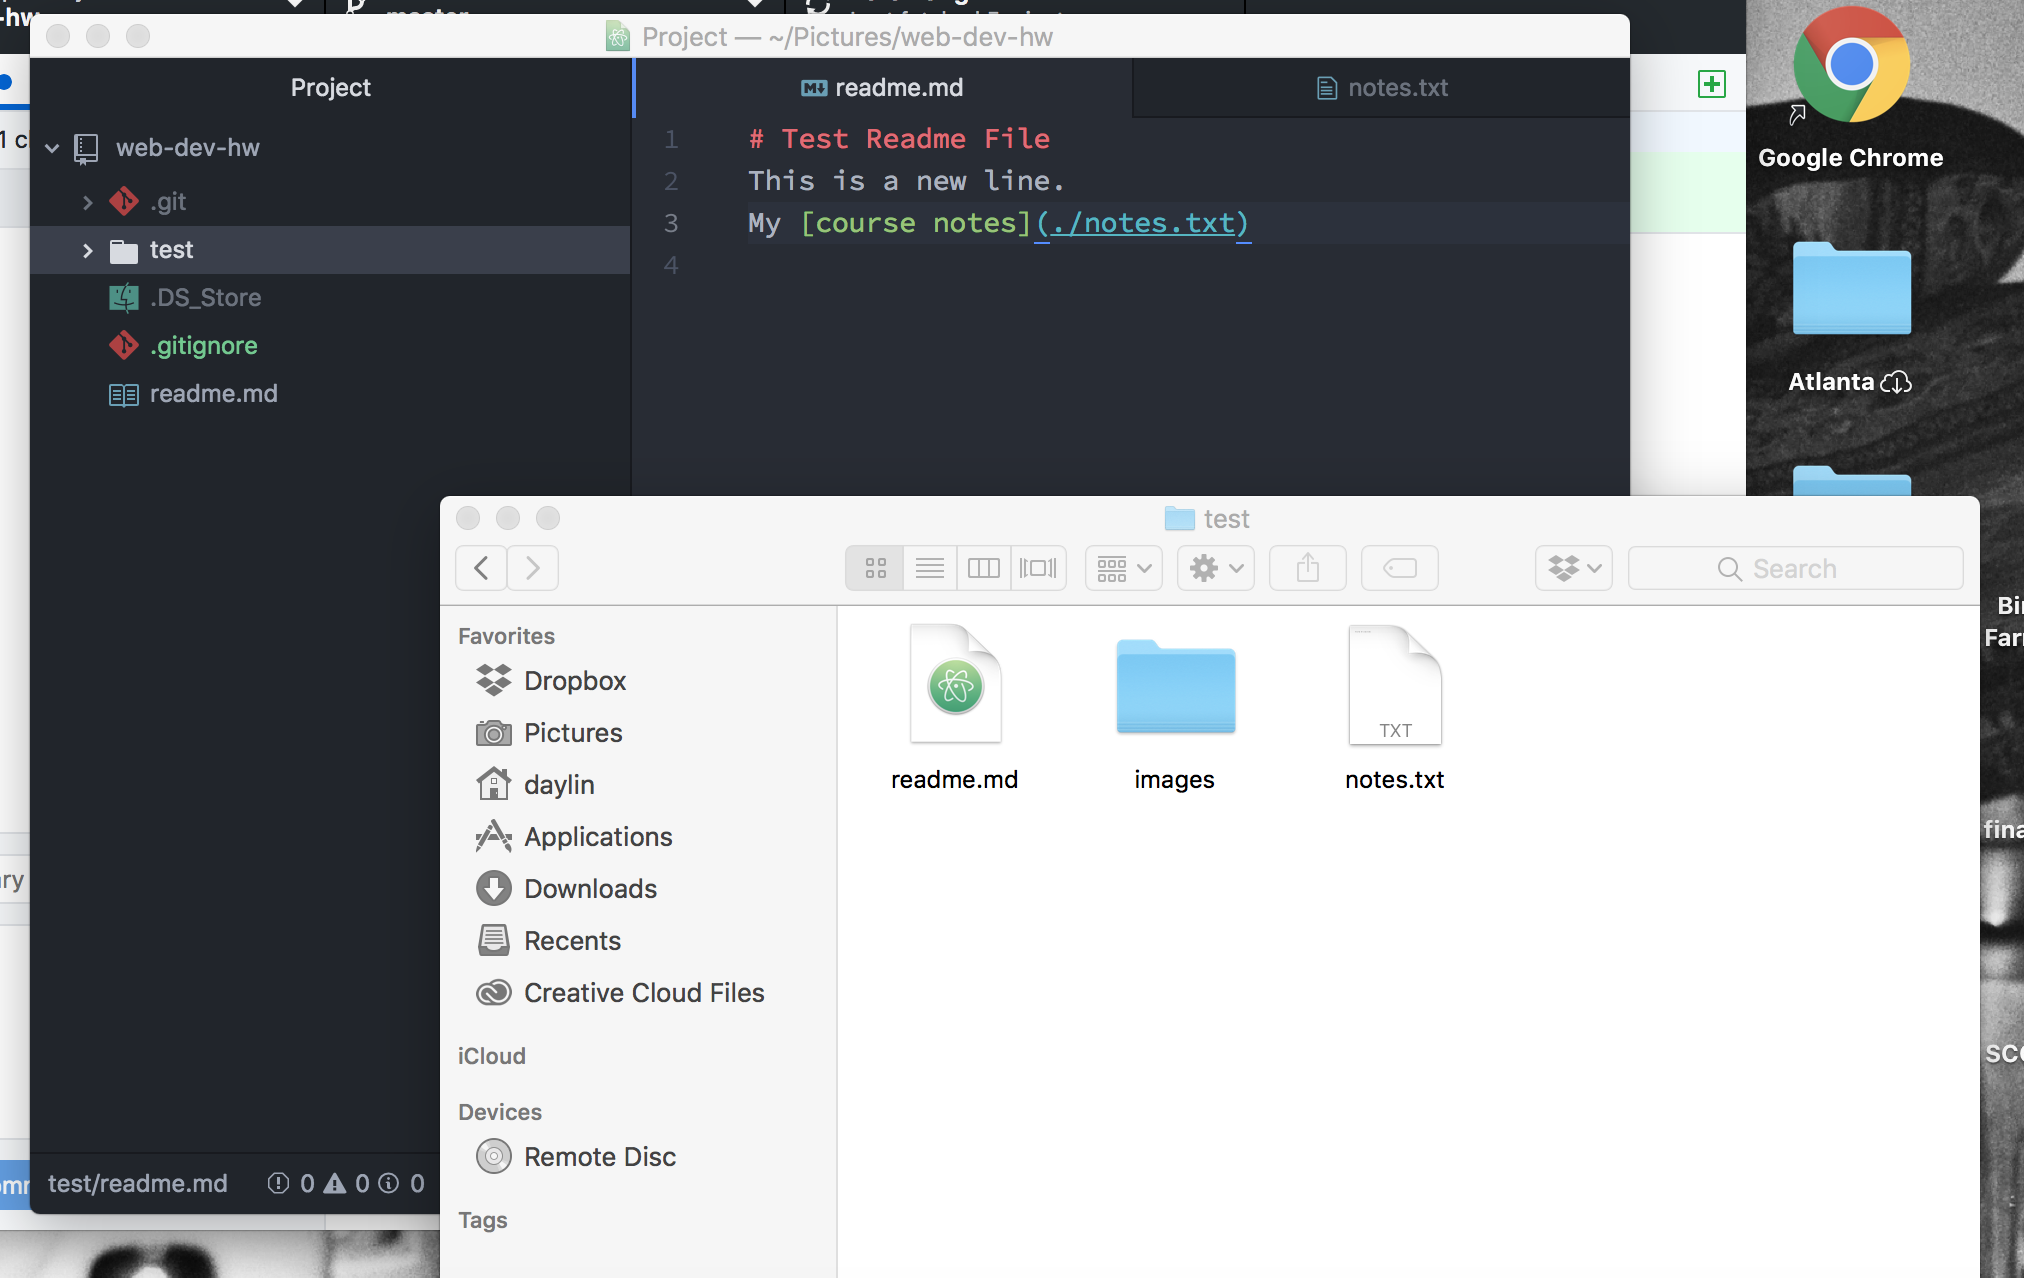 Project — ~/Pictures/web-dev-hw
Project
readme.md
notes.txt
web-dev-hw
.git
test
.DS_Store
.gitignore
readme.md
1 # Test Readme File
2 This is a new line.
3 My [course notes](./notes.txt)
4
test/readme.md 0 0 0
Google Chrome
Atlanta
test
Search
Favorites
Dropbox
Pictures
daylin
Applications
Downloads
Recents
Creative Cloud Files
iCloud
Devices
Remote Disc
Tags
readme.md
images
TXT
notes.txt